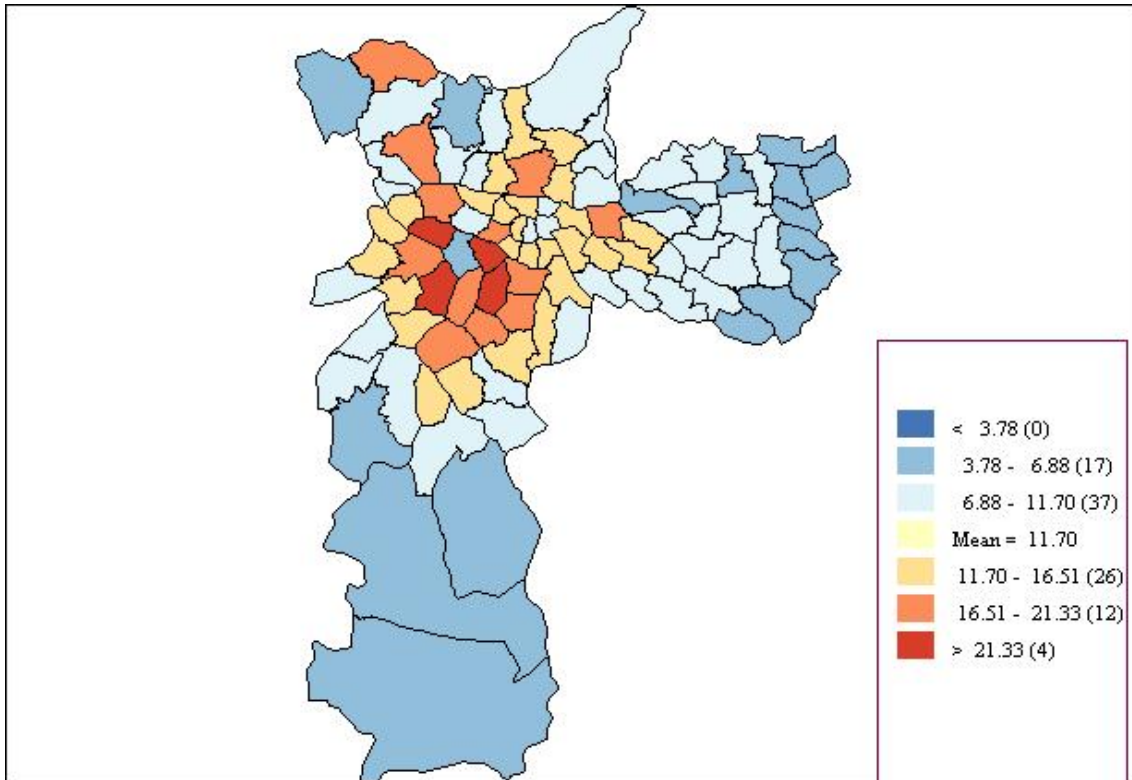 < 3.78 (0)
3.78 - 6.88 (17)
6.88 - 11.70 (37)
Mean = 11.70
11.70 - 16.51 (26)
16.51 - 21.33 (12)
> 21.33 (4)